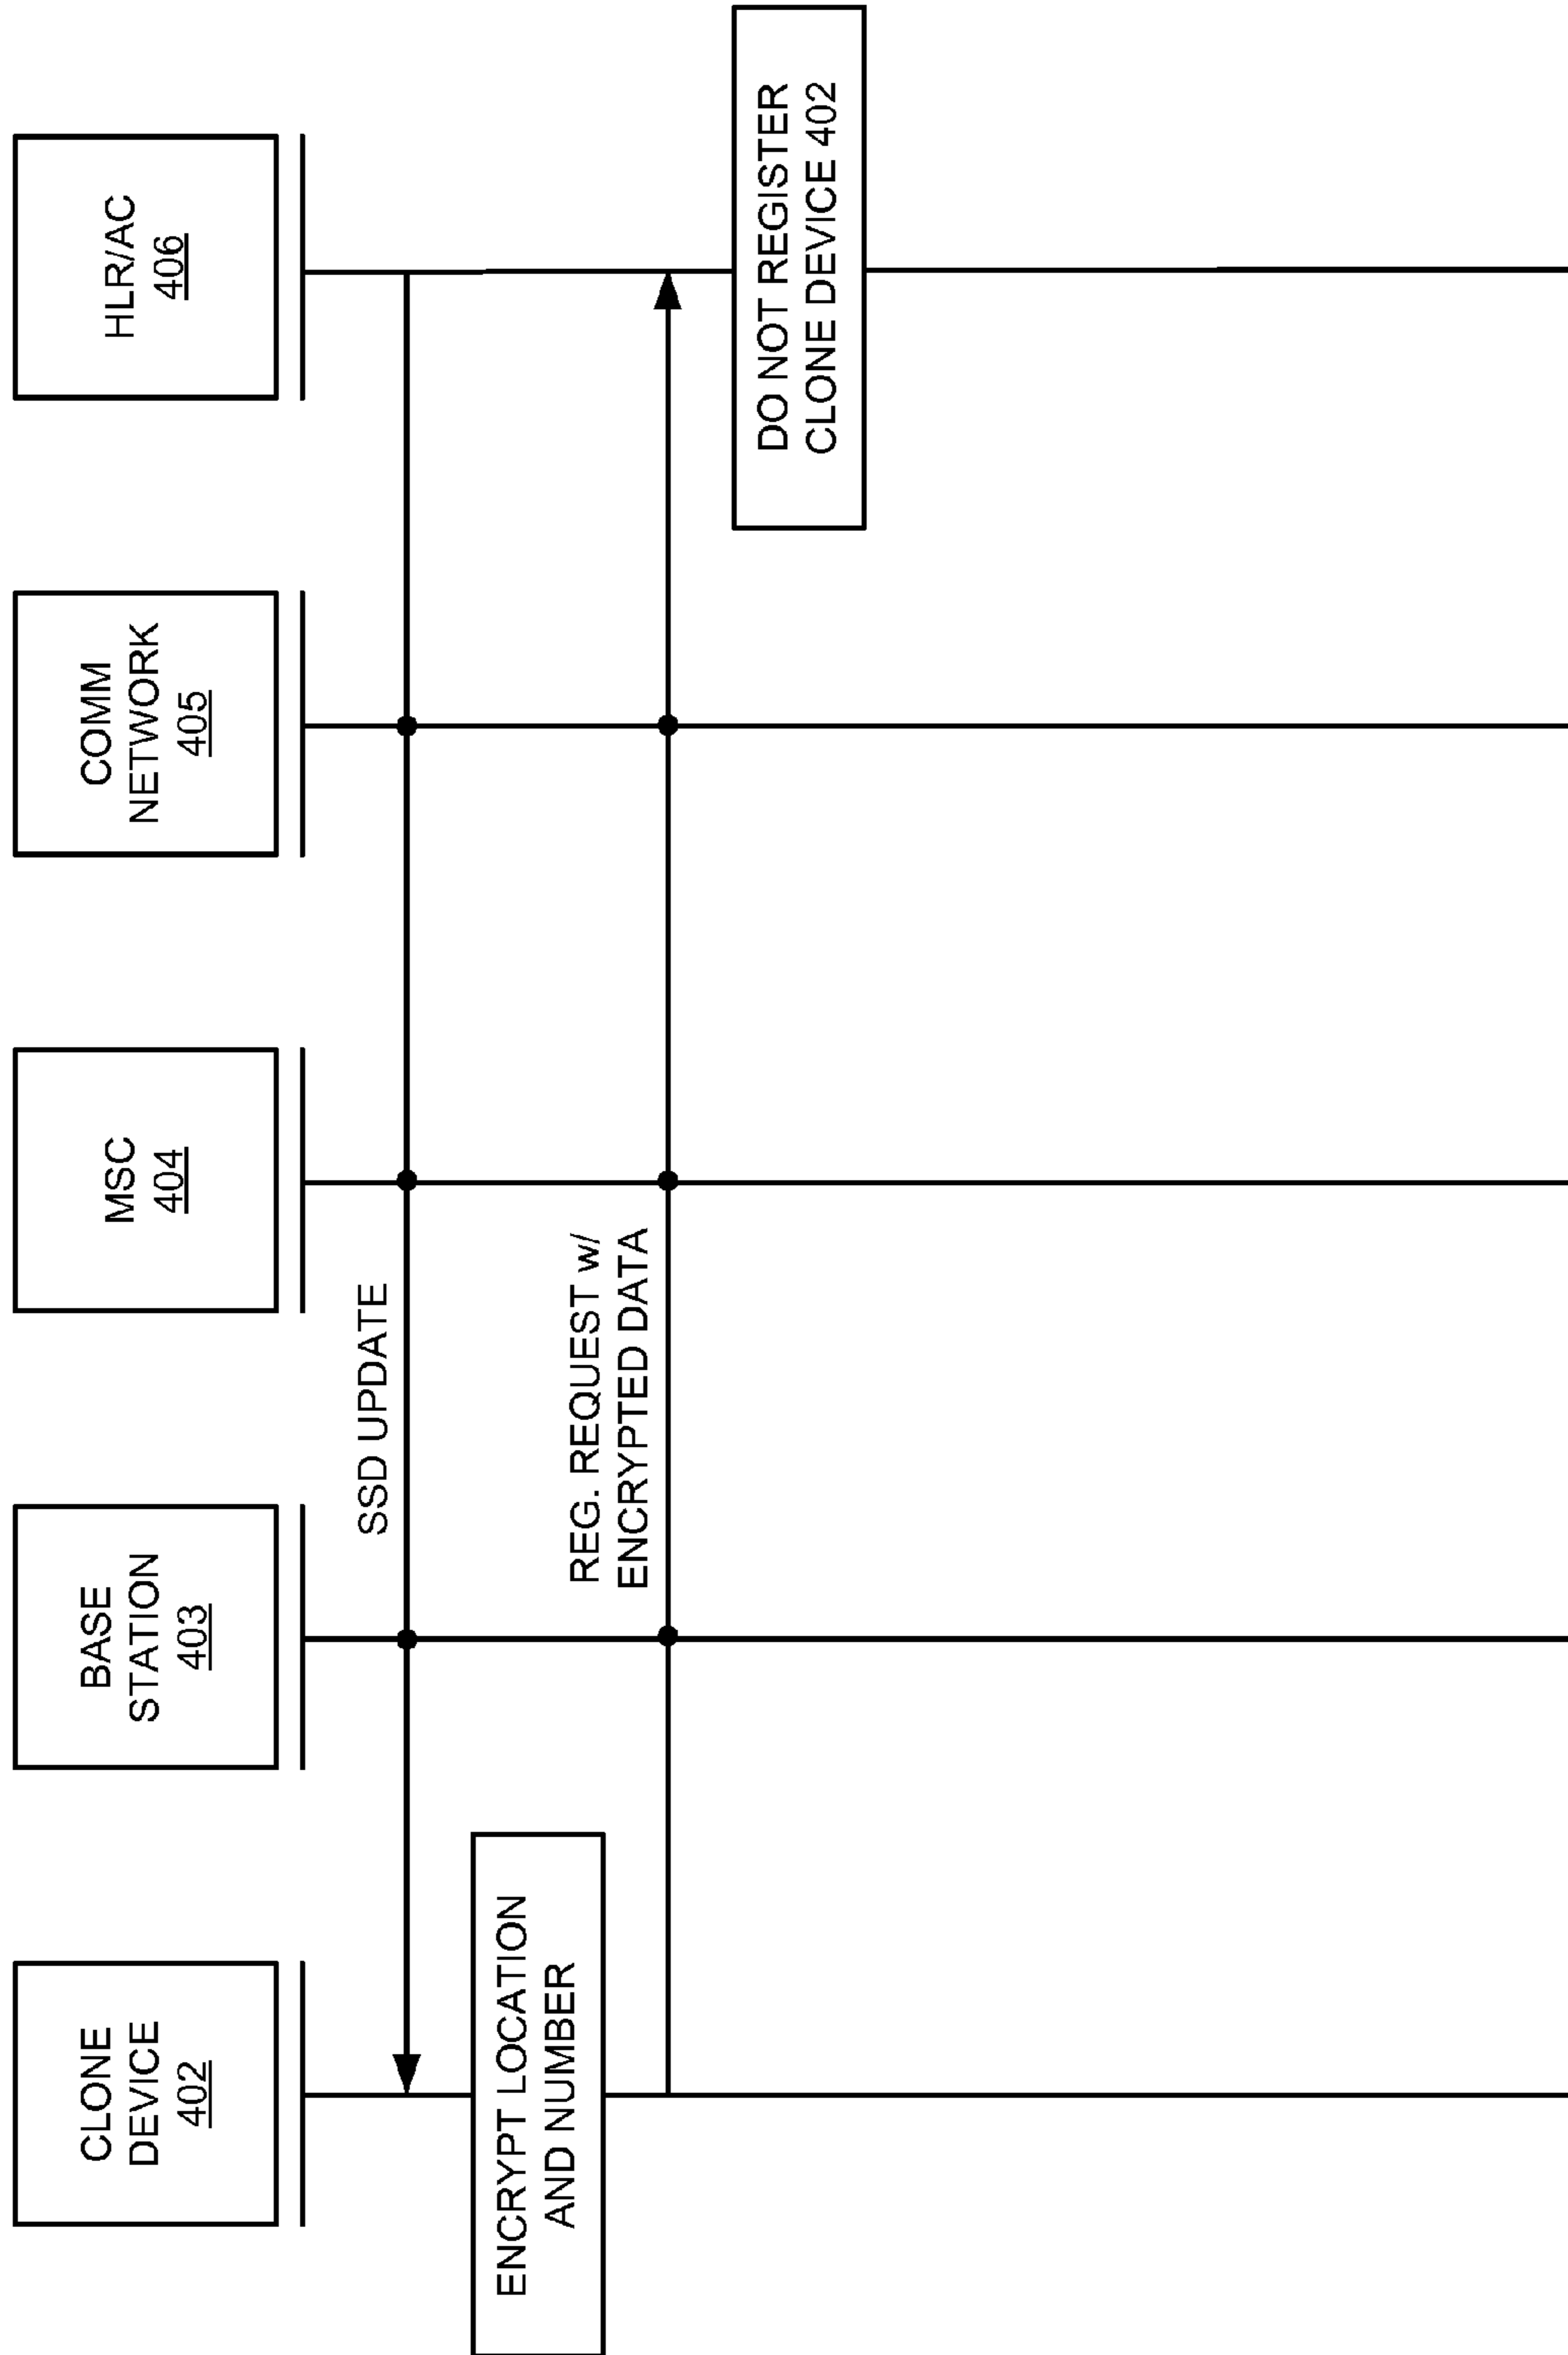 CLONE
DEVICE
402
BASE
STATION
403
MSC
404
COMM
NETWORK
405
HLR/AC
406
SSD UPDATE
ENCRYPT LOCATION
AND NUMBER
REG. REQUEST w/
ENCRYPTED DATA
DO NOT REGISTER
CLONE DEVICE 402